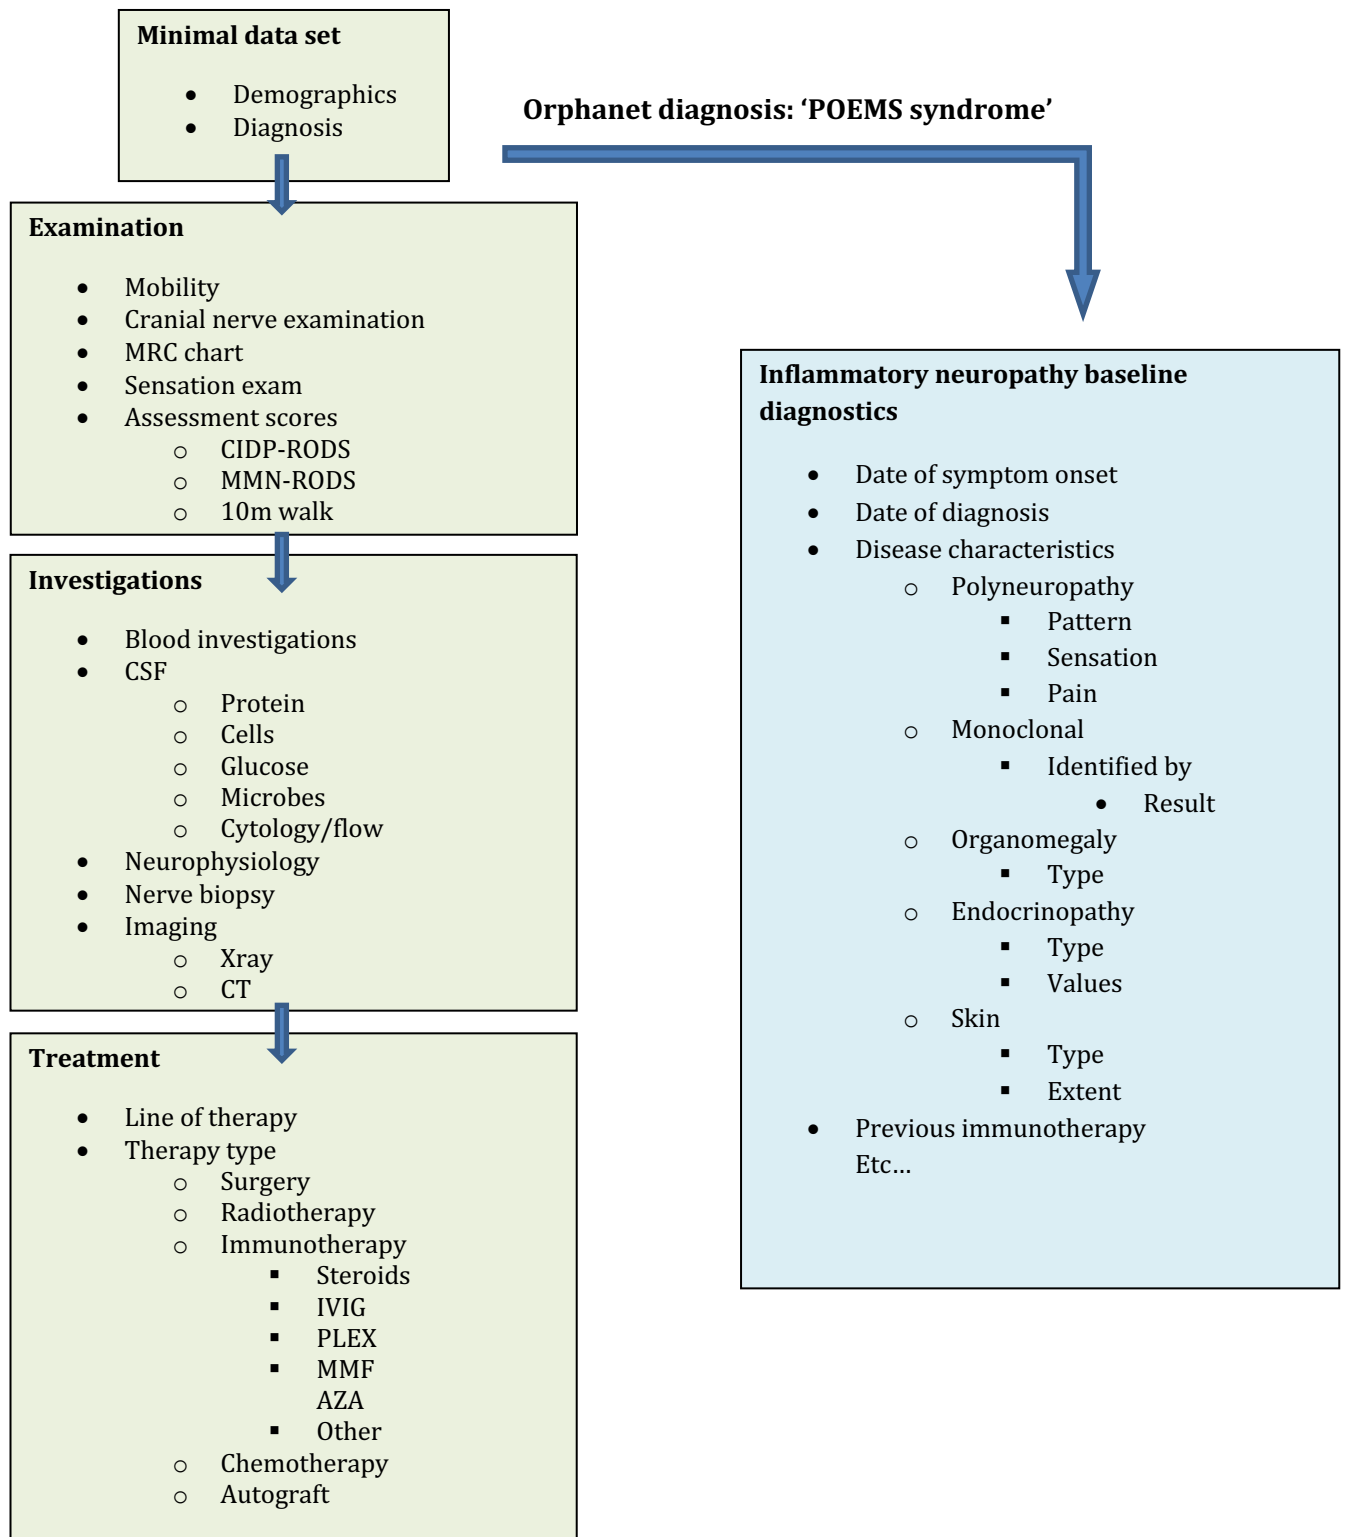 Minimal data set
• Demographics
• Diagnosis
Orphanet diagnosis: ‘POEMS syndrome’
Examination
• Mobility
• Cranial nerve examination
• MRC chart
• Sensation exam
• Assessment scores
o CIDP-RODS
o MMN-RODS
o 10m walk
Investigations
• Blood investigations
• CSF
o Protein
o Cells
o Glucose
o Microbes
o Cytology/flow
• Neurophysiology
• Nerve biopsy
• Imaging
o Xray
o CT
Treatment
• Line of therapy
• Therapy type
o Surgery
o Radiotherapy
o Immunotherapy
▪ Steroids
▪ IVIG
▪ PLEX
▪ MMF
AZA
▪ Other
o Chemotherapy
o Autograft
Inflammatory neuropathy baseline
diagnostics
• Date of symptom onset
• Date of diagnosis
• Disease characteristics
o Polyneuropathy
▪ Pattern
▪ Sensation
▪ Pain
o Monoclonal
▪ Identified by
• Result
o Organomegaly
▪ Type
o Endocrinopathy
▪ Type
▪ Values
o Skin
▪ Type
▪ Extent
• Previous immunotherapy
Etc…